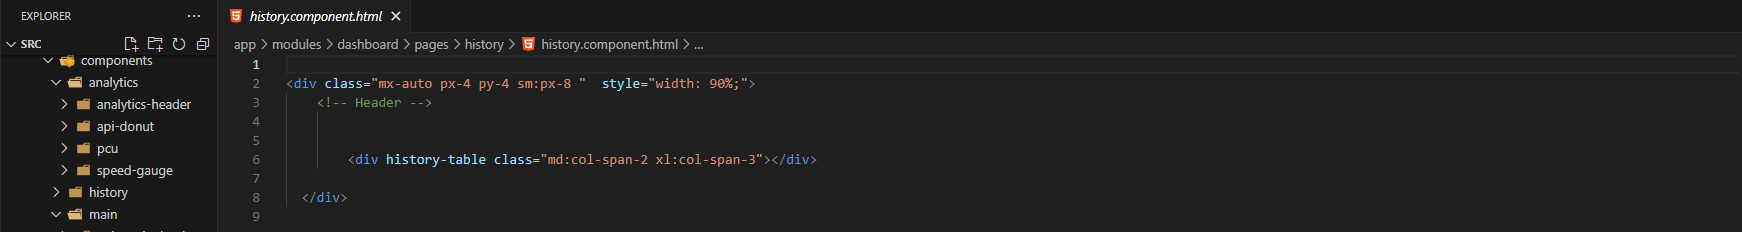 EXPLORER ...
SRC
components
analytics
analytics-header
api-donut
pcu
speed-gauge
history
main
history.component.html
app > modules > dashboard > pages > history > history.component.html > ...
1
2 <div class="mx-auto px-4 py-4 sm:px-8 "  style="width: 90%;">
3     <!-- Header -->
4
5
6         <div history-table class="md:col-span-2 xl:col-span-3"></div>
7
8   </div>
9